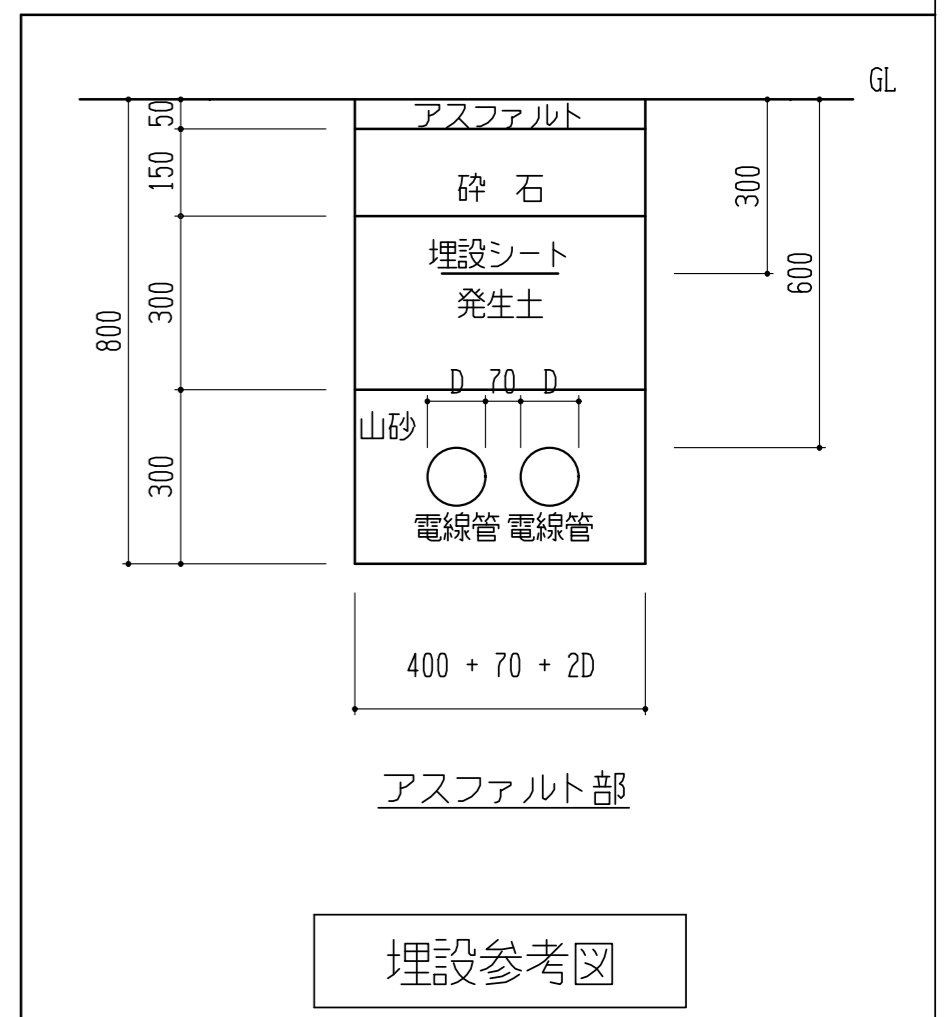 GL
50
アスファルト
150
砕 石
300
埋設シート
600
発生土
300
800
D 70 D
山砂
300
電線管 電線管
400 + 70 + 2D
アスファルト部
埋設参考図